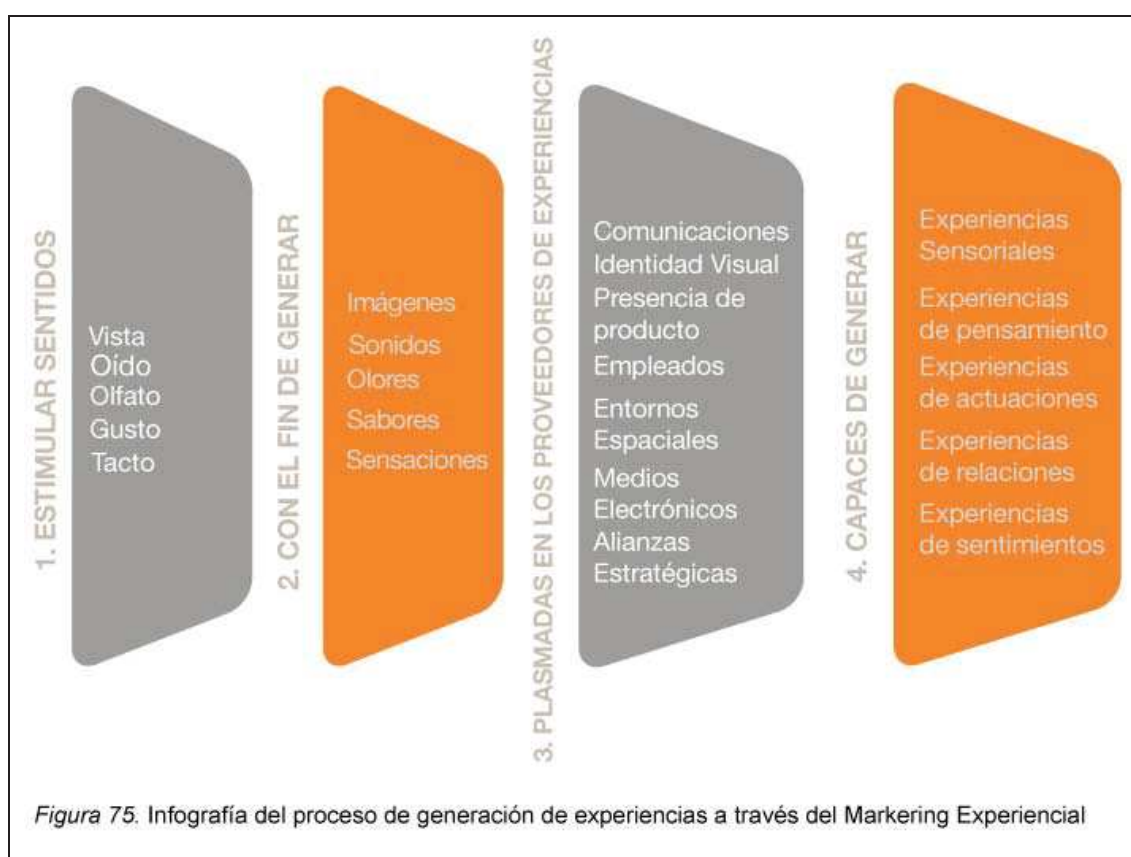 1. ESTIMULAR SENTIDOS
Vista
Oído
Olfato
Gusto
Tacto
2. CON EL FIN DE GENERAR
Imágenes
Sonidos
Olores
Sabores
Sensaciones
3. PLASMADAS EN LOS PROVEEDORES DE EXPERIENCIAS
Comunicaciones
Identidad Visual
Presencia de
producto
Empleados
Entornos
Espaciales
Medios
Electrónicos
Alianzas
Estratégicas
4. CAPACES DE GENERAR
Experiencias
Sensoriales
Experiencias
de pensamiento
Experiencias
de actuaciones
Experiencias
de relaciones
Experiencias
de sentimientos
Figura 75. Infografía del proceso de generación de experiencias a través del Markering Experiencial